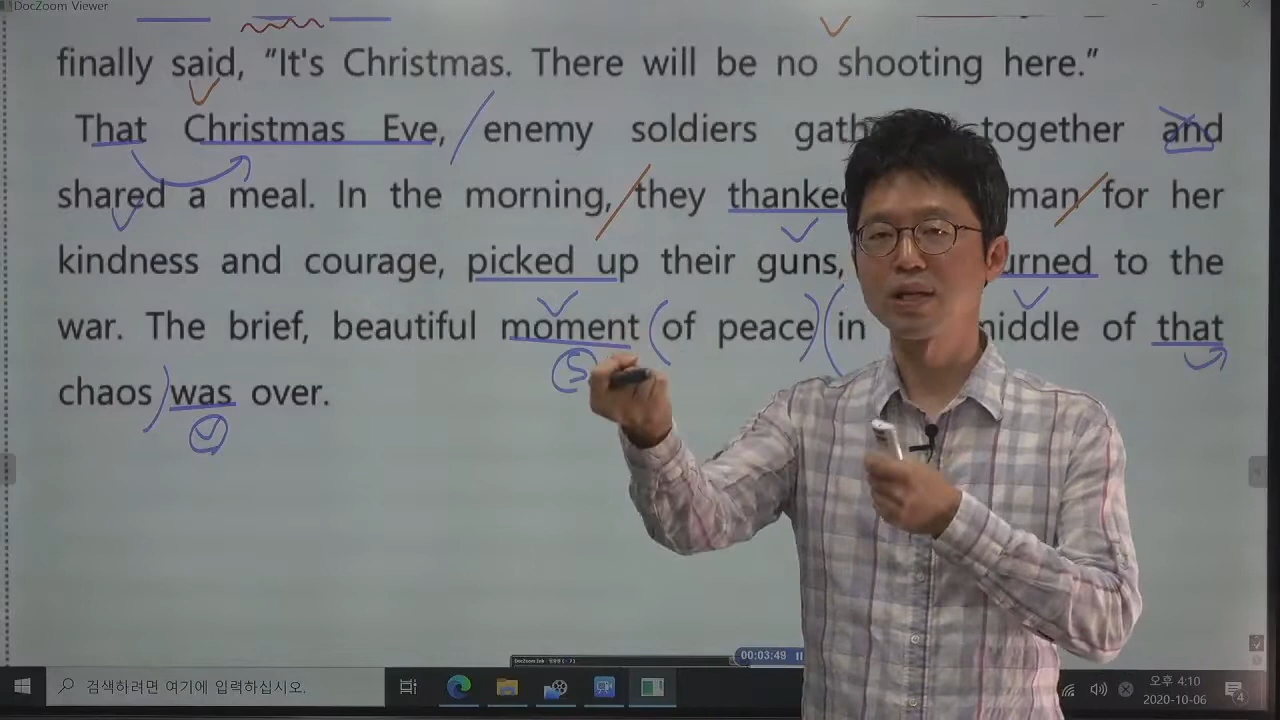 DocZoom Viewer
finally said, "It's Christmas. There will be no shooting here."
That Christmas Eve, enemy soldiers together and
shared a meal. In the morning, they thanked man for her
kindness and courage, picked up their guns, to the
war. The brief, beautiful moment of peace in middle of that
S
chaos was over.
V
00:03:49
검색하려면 여기에 입력하십시오.
오후 4:10
2020-10-06
4